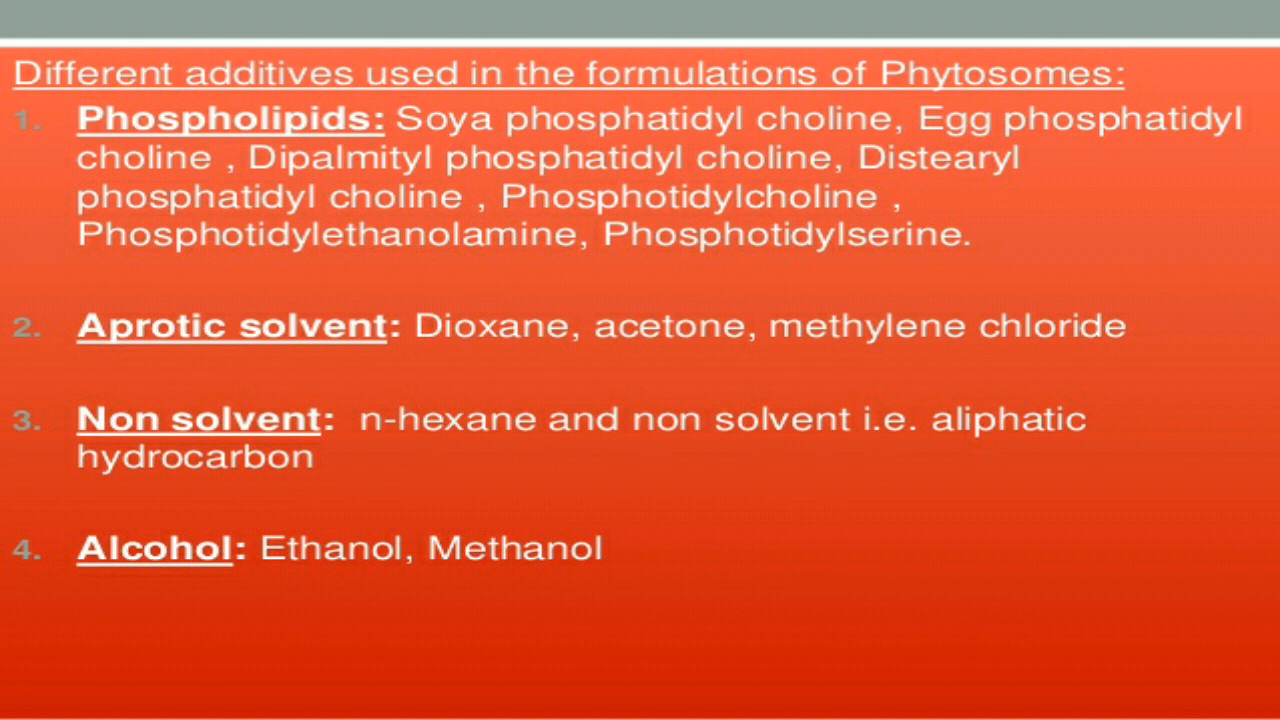 Different additives used in the formulations of Phytosomes:
1. Phospholipids: Soya phosphatidyl choline, Egg phosphatidyl
choline , Dipalmityl phosphatidyl choline, Distearyl
phosphatidyl choline , Phosphotidylcholine ,
Phosphotidylethanolamine, Phosphotidylserine.
2. Aprotic solvent: Dioxane, acetone, methylene chloride
3. Non solvent:  n-hexane and non solvent i.e. aliphatic
hydrocarbon
4. Alcohol: Ethanol, Methanol